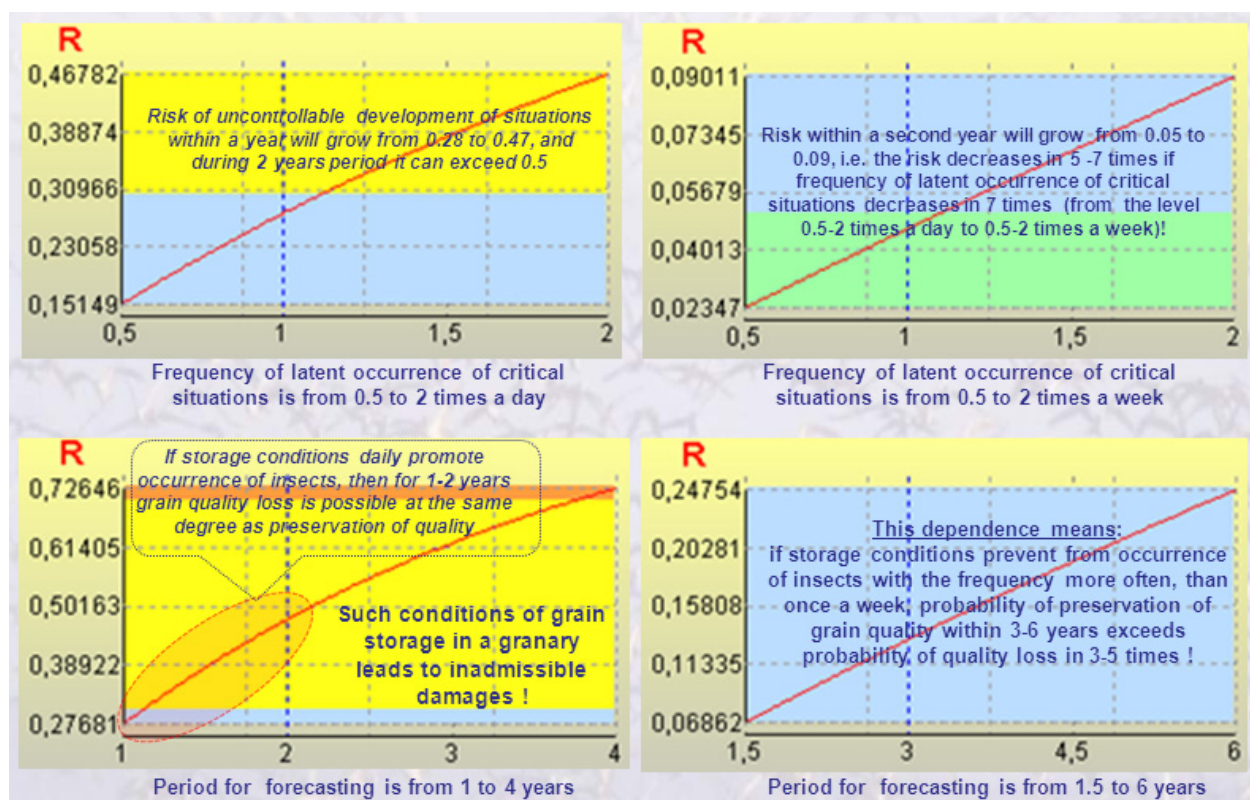 R
0,46782
0,38874
0,30966
0,23058
0,15149
Risk of uncontrollable development of situations
within a year will grow from 0.28 to 0.47, and
during 2 years period it can exceed 0.5
0,5 1 1,5 2
Frequency of latent occurrence of critical
situations is from 0.5 to 2 times a day
R
0,09011
0,07345
0,05679
0,04013
0,02347
Risk within a second year will grow from 0.05 to
0.09, i.e. the risk decreases in 5 -7 times if
frequency of latent occurrence of critical
situations decreases in 7 times (from the level
0.5-2 times a day to 0.5-2 times a week)!
0,5 1 1,5 2
Frequency of latent occurrence of critical
situations is from 0.5 to 2 times a week
R
0,72646
0,61405
0,50163
0,38922
0,27681
If storage conditions daily promote
occurrence of insects, then for 1-2 years
grain quality loss is possible at the same
degree as preservation of quality
Such conditions of grain
storage in a granary
leads to inadmissible
damages !
1 2 3 4
Period for forecasting is from 1 to 4 years
R
0,24754
0,20281
0,15808
0,11335
0,06862
This dependence means:
if storage conditions prevent from occurrence
of insects with the frequency more often, than
once a week, probability of preservation of
grain quality within 3-6 years exceeds
probability of quality loss in 3-5 times !
1,5 3 4,5 6
Period for forecasting is from 1.5 to 6 years